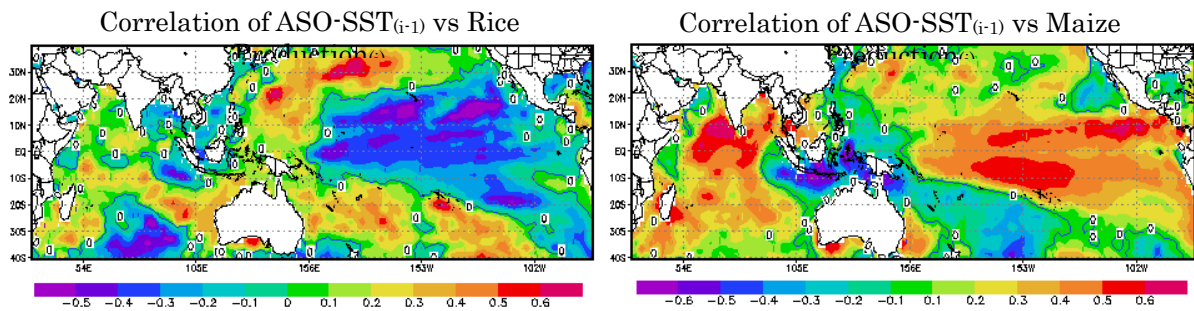 Correlation of ASO-SST(i-1) vs Rice
Production
30N
20N
10N
EQ
10S
20S
30S
40S
54E 105E 156E 153W 102W
-0.5 -0.4 -0.3 -0.2 -0.1 0 0.1 0.2 0.3 0.4 0.5 0.6
Correlation of ASO-SST(i-1) vs Maize
30N
20N
10N
EQ
10S
20S
30S
40S
54E 105E 156E 153W 102W
-0.6 -0.5 -0.4 -0.3 -0.2 -0.1 0 0.1 0.2 0.3 0.4 0.5 0.6